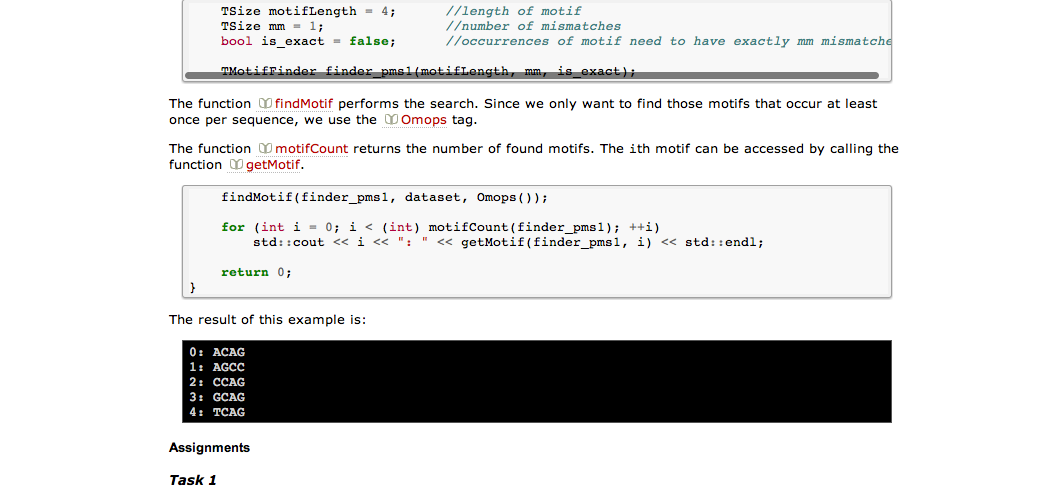 TSize motifLength = 4;      //length of motif
TSize mm = 1;               //number of mismatches
bool is_exact = false;      //occurrences of motif need to have exactly mm mismatche
TMotifFinder finder_pms1(motifLength, mm, is_exact);
The function findMotif performs the search. Since we only want to find those motifs that occur at least
once per sequence, we use the Omops tag.
The function motifCount returns the number of found motifs. The ith motif can be accessed by calling the
function getMotif.
findMotif(finder_pms1, dataset, Omops());
for (int i = 0; i < (int) motifCount(finder_pms1); ++i)
std::cout << i << ": " << getMotif(finder_pms1, i) << std::endl;
return 0;
}
The result of this example is:
0: ACAG
1: AGCC
2: CCAG
3: GCAG
4: TCAG
Assignments
Task 1